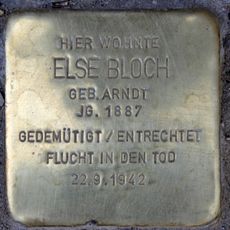 HIER WOHNTE
ELSE BLOCH
GEB. ARNDT
JG. 1887
GEDEMÜTIGT / ENTRECHTET
FLUCHT IN DEN TOD
22.9.1942